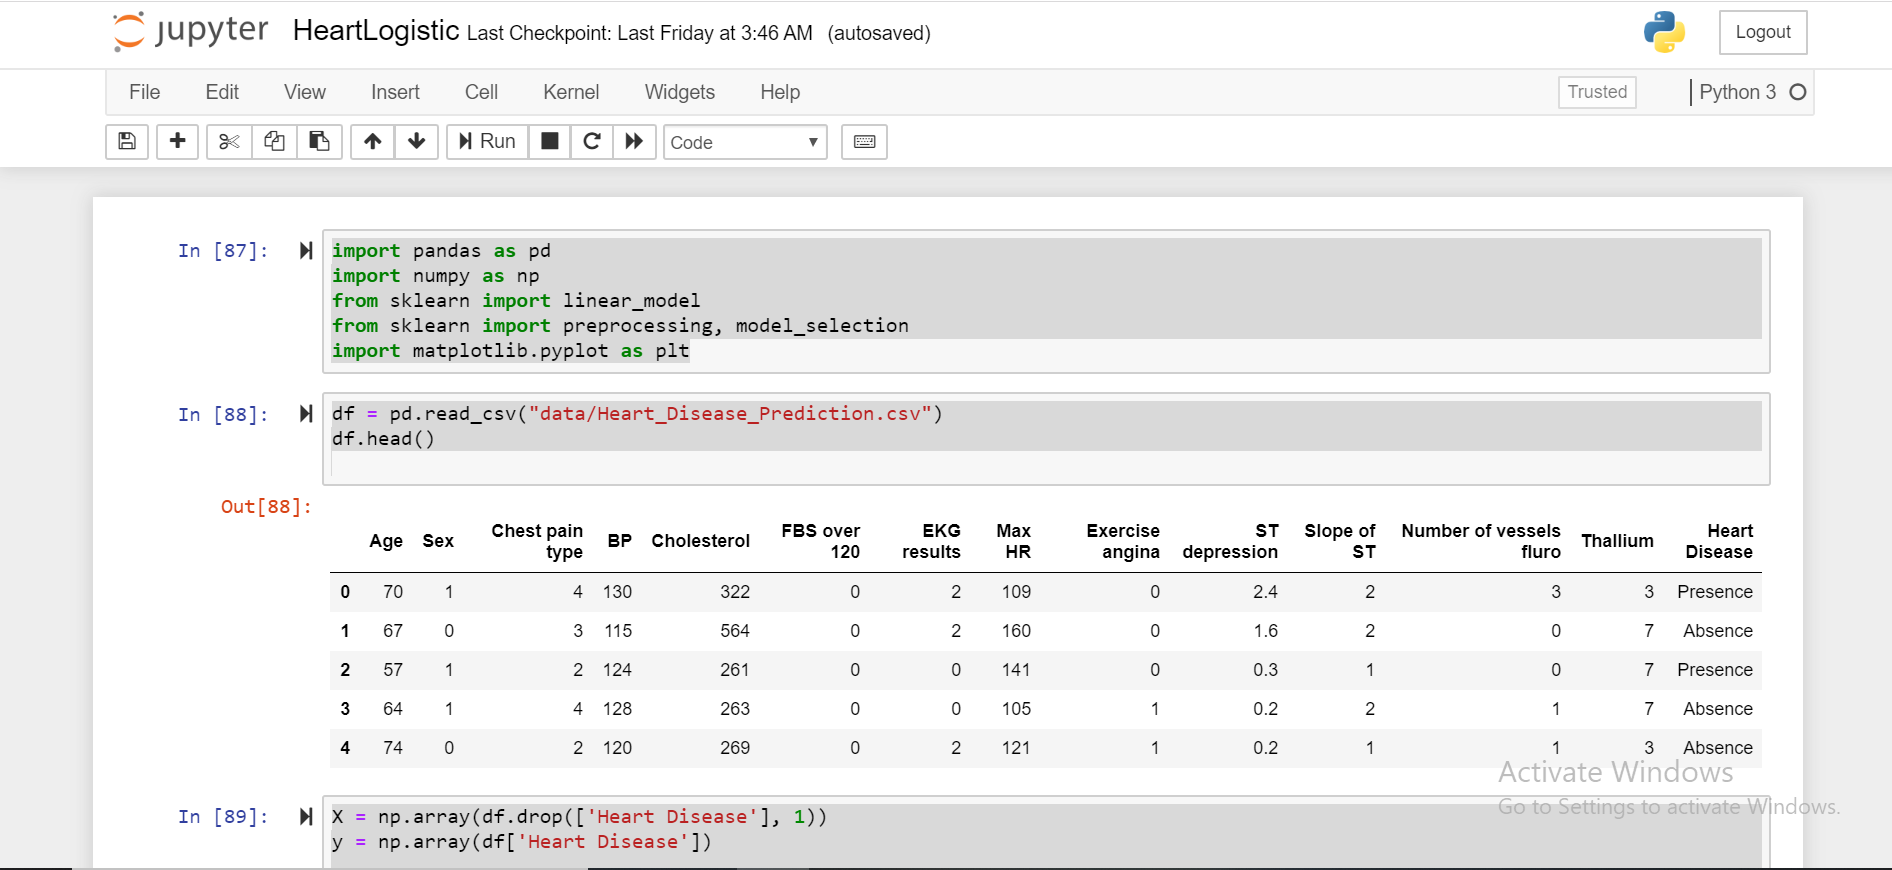 jupyter HeartLogistic Last Checkpoint: Last Friday at 3:46 AM (autosaved) Logout
File Edit View Insert Cell Kernel Widgets Help Trusted Python 3
Run Code
In [87]: import pandas as pd
import numpy as np
from sklearn import linear_model
from sklearn import preprocessing, model_selection
import matplotlib.pyplot as plt
In [88]: df = pd.read_csv("data/Heart_Disease_Prediction.csv")
df.head()
Out[88]:
Age Sex Chest pain type BP Cholesterol FBS over 120 EKG results Max HR Exercise angina ST depression Slope of ST Number of vessels fluro Thallium Heart Disease
0 70 1 4 130 322 0 2 109 0 2.4 2 3 3 Presence
1 67 0 3 115 564 0 2 160 0 1.6 2 0 7 Absence
2 57 1 2 124 261 0 0 141 0 0.3 1 0 7 Presence
3 64 1 4 128 263 0 0 105 1 0.2 2 1 7 Absence
4 74 0 2 120 269 0 2 121 1 0.2 1 1 3 Absence
Activate Windows
Go to Settings to activate Windows.
In [89]: X = np.array(df.drop(['Heart Disease'], 1))
y = np.array(df['Heart Disease'])